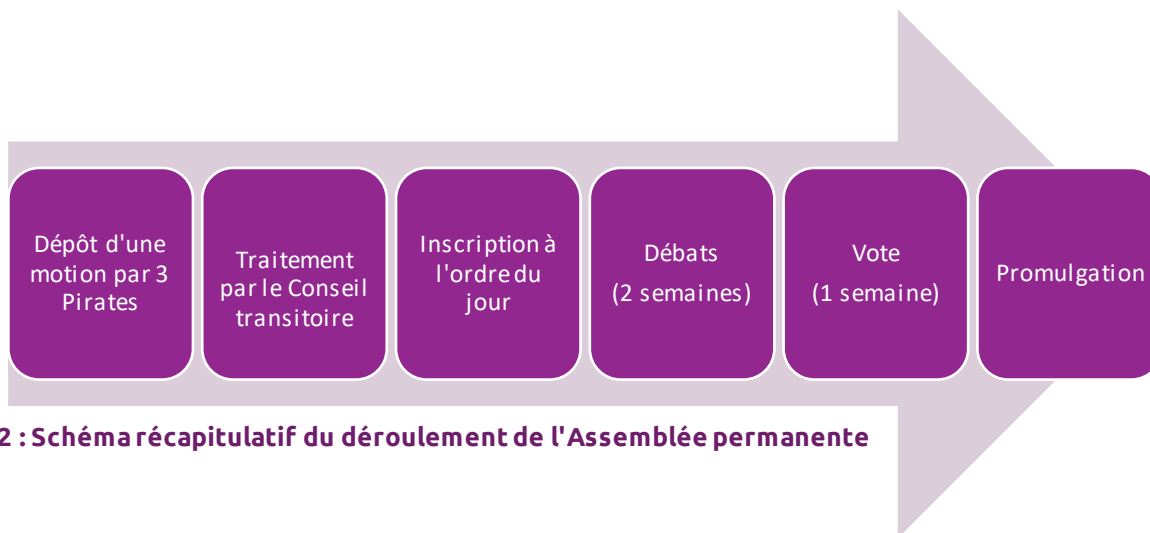 Dépôt d'une
motion par 3
Pirates
Traitement
par le Conseil
transitoire
Inscription à
l'ordre du
jour
Débats
(2 semaines)
Vote
(1 semaine)
Promulgation
2 : Schéma récapitulatif du déroulement de l'Assemblée permanente